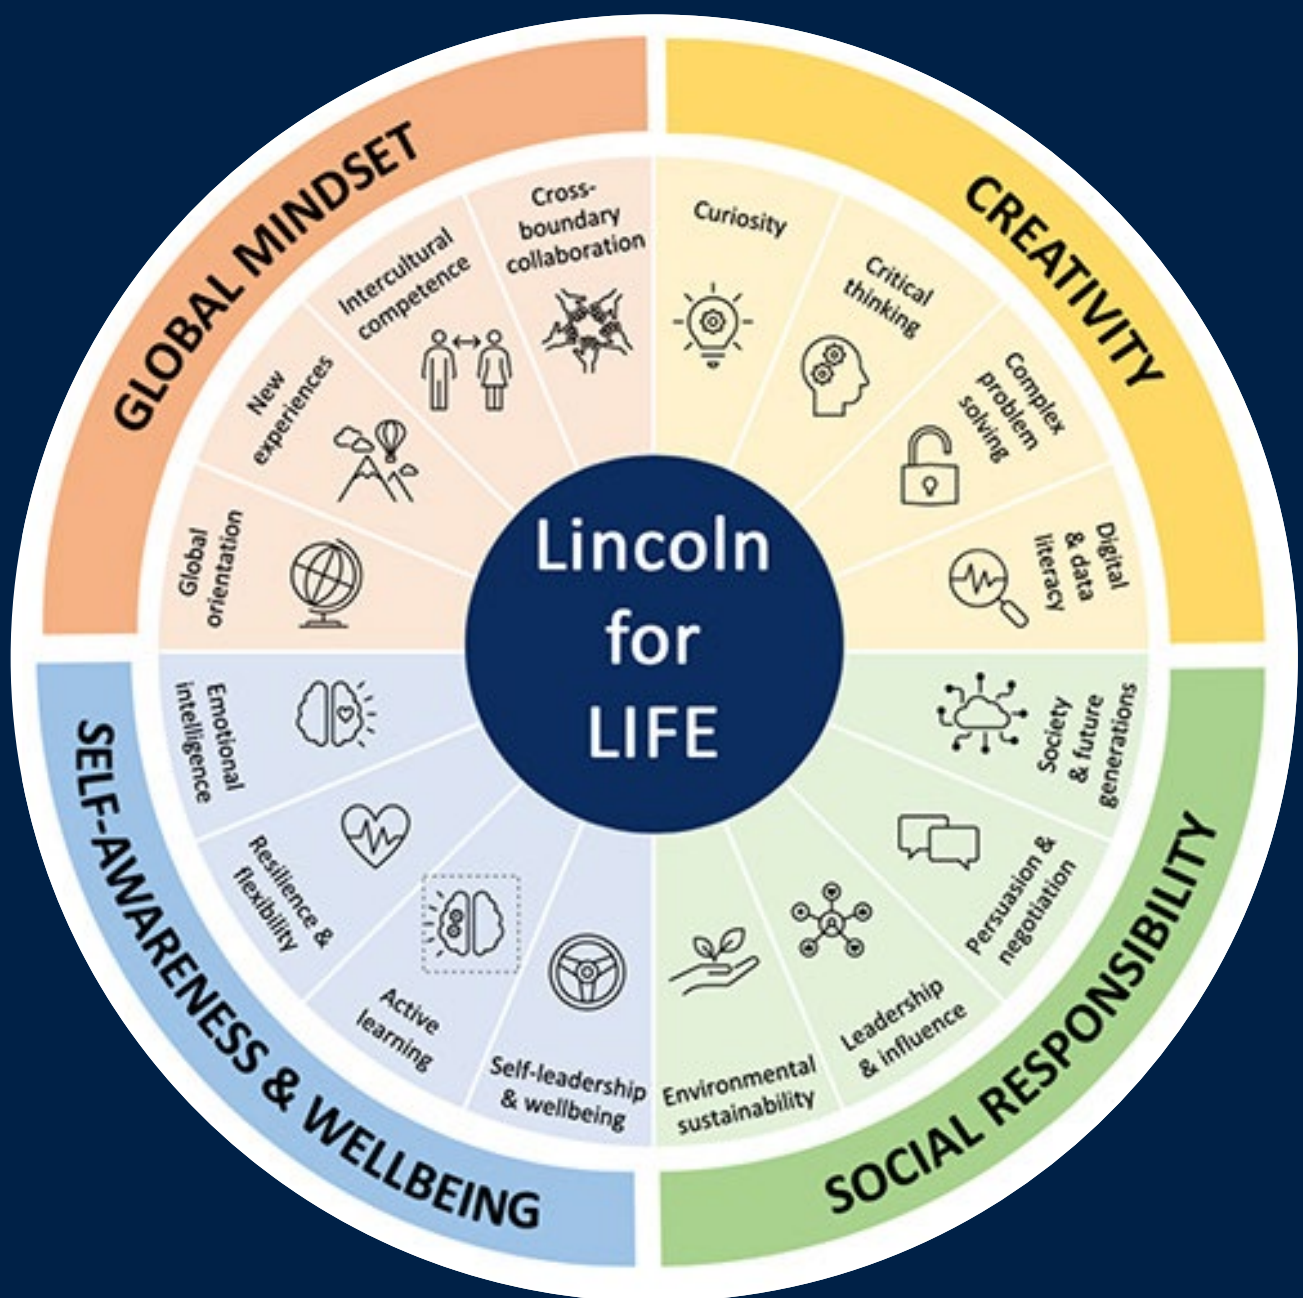 Lincoln
for
LIFE
GLOBAL MINDSET
Global
orientation
New
experiences
Intercultural
competence
Cross-
boundary
collaboration
CREATIVITY
Curiosity
Critical
thinking
Complex
problem
solving
Digital
& data
literacy
SOCIAL RESPONSIBILITY
Society
& future
generations
Persuasion &
negotiation
Leadership
& influence
Environmental
sustainability
SELF-AWARENESS & WELLBEING
Self-leadership
& wellbeing
Active
learning
Resilience &
flexibility
Emotional
intelligence